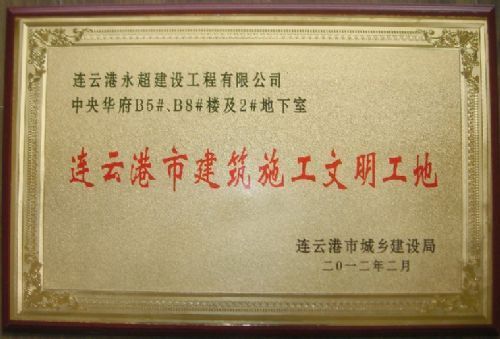 连云港永超建设工程有限公司
中央华府B5#、B8#楼及2#地下室
连云港市建筑施工文明工地
连云港市城乡建设局
二〇一二年二月